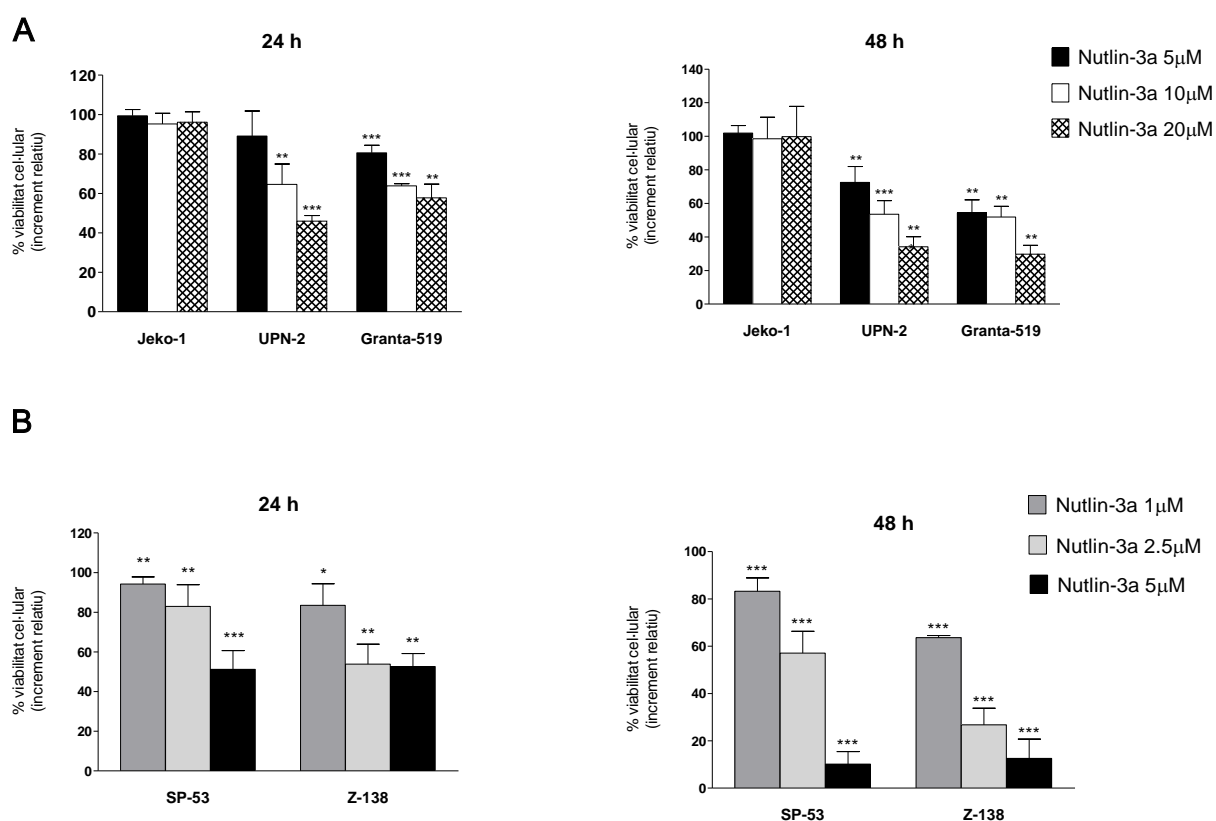 A
24 h
% viabilitat cel·lular
(increment relatiu)
120
100
80
60
40
20
0
***
**
***
**
***
**
Jeko-1 UPN-2 Granta-519
48 h
% viabilitat cel·lular
(increment relatiu)
140
120
100
80
60
40
20
0
**
***
**
**
**
**
Jeko-1 UPN-2 Granta-519
Nutlin-3a 5μM
Nutlin-3a 10μM
Nutlin-3a 20μM
B
24 h
% viabilitat cel·lular
(increment relatiu)
120
100
80
60
40
20
0
** ** *** * ** **
SP-53 Z-138
48 h
% viabilitat cel·lular
(increment relatiu)
100
80
60
40
20
0
***
***
***
***
***
***
SP-53 Z-138
Nutlin-3a 1μM
Nutlin-3a 2.5μM
Nutlin-3a 5μM